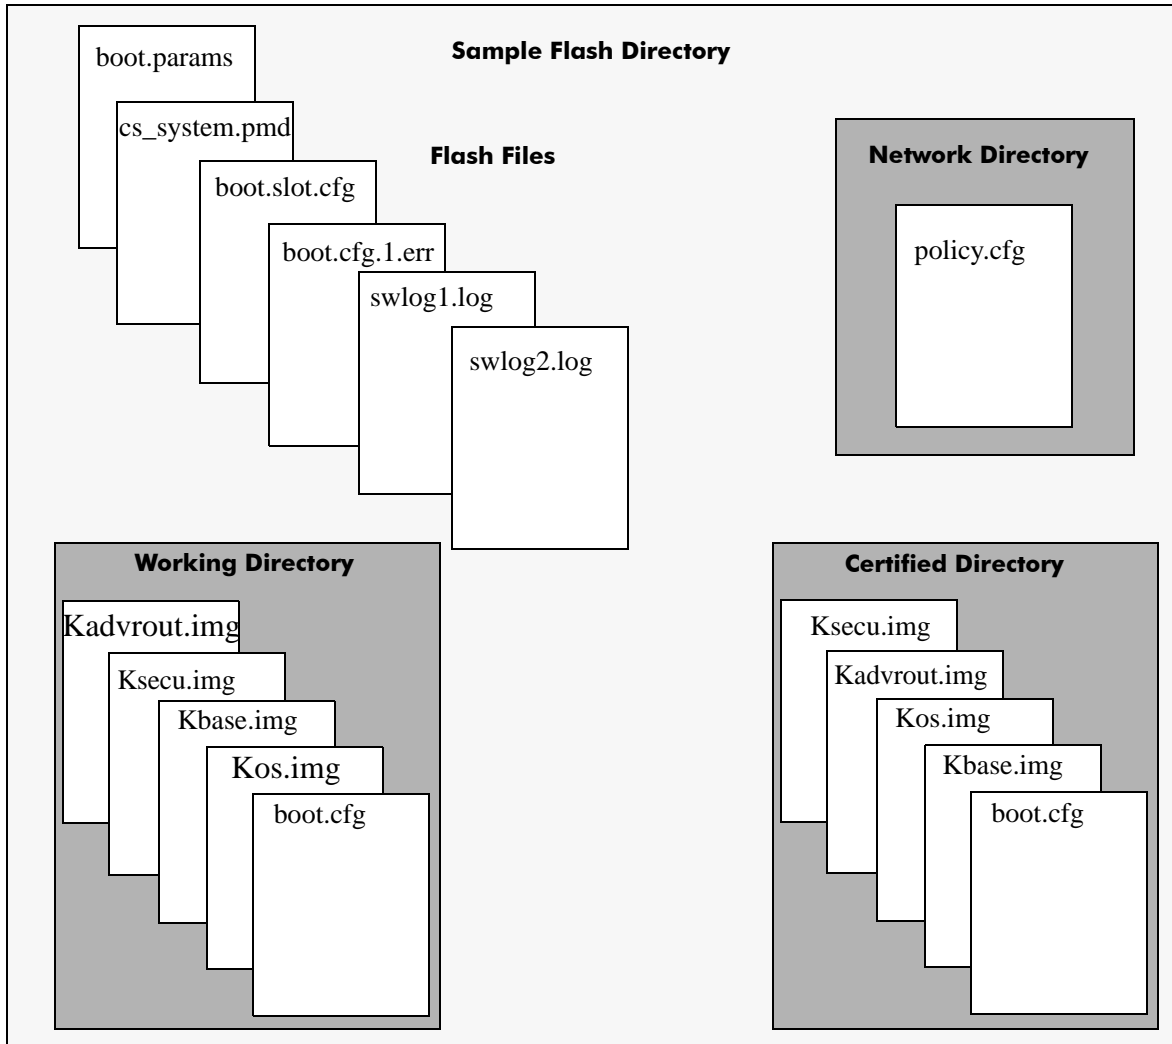 Sample Flash Directory
boot.params
cs_system.pmd
Flash Files
boot.slot.cfg
boot.cfg.1.err
swlog1.log
swlog2.log
Network Directory
policy.cfg
Working Directory
Kadvrout.img
Ksecu.img
Kbase.img
Kos.img
boot.cfg
Certified Directory
Ksecu.img
Kadvrout.img
Kos.img
Kbase.img
boot.cfg